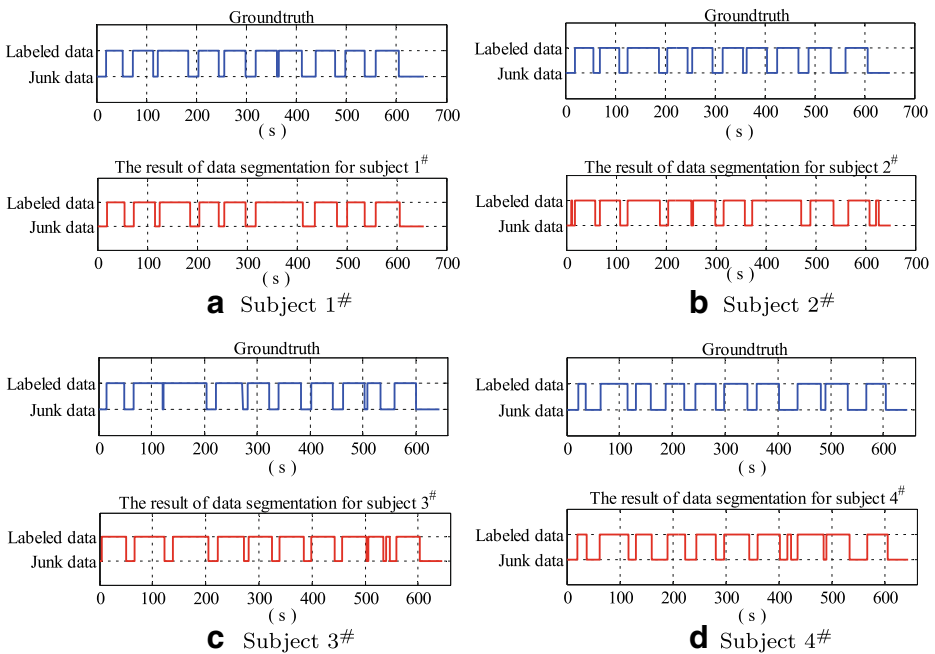 Groundtruth
Labeled data
Junk data
0 100 200 300 400 500 600 700
( s )
The result of data segmentation for subject 1#
Labeled data
Junk data
0 100 200 300 400 500 600 700
( s )
a Subject 1#
Groundtruth
Labeled data
Junk data
0 100 200 300 400 500 600 700
( s )
The result of data segmentation for subject 2#
Labeled data
Junk data
0 100 200 300 400 500 600 700
( s )
b Subject 2#
Groundtruth
Labeled data
Junk data
0 100 200 300 400 500 600
( s )
The result of data segmentation for subject 3#
Labeled data
Junk data
0 100 200 300 400 500 600
( s )
c Subject 3#
Groundtruth
Labeled data
Junk data
0 100 200 300 400 500 600
( s )
The result of data segmentation for subject 4#
Labeled data
Junk data
0 100 200 300 400 500 600
( s )
d Subject 4#